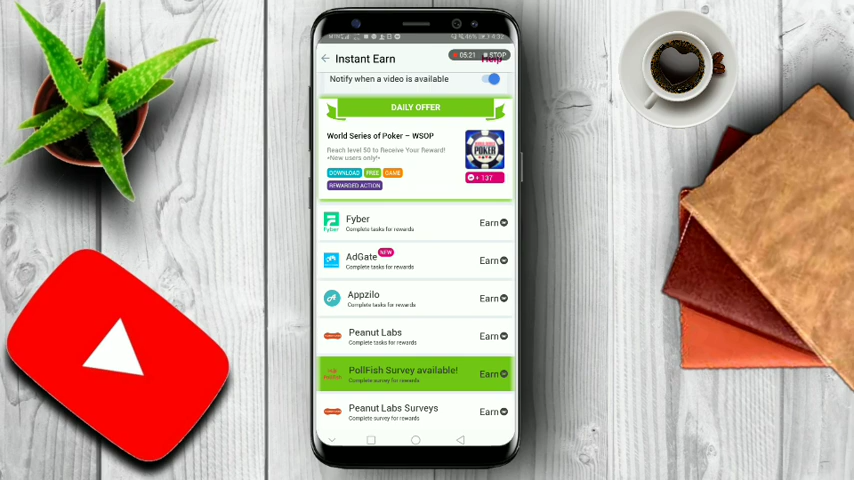 Instant Earn
05:21 STOP
Help
Notify when a video is available
DAILY OFFER
World Series of Poker – WSOP
Reach level 50 to Receive Your Reward!
*New users only*
DOWNLOAD FREE GAME
REWARDED ACTION
+ 137
Fyber
Complete tasks for rewards
Earn
AdGate NEW
Complete tasks for rewards
Earn
Appzilo
Complete tasks for rewards
Earn
Peanut Labs
Complete tasks for rewards
Earn
PollFish Survey available!
Complete survey for rewards
Earn
Peanut Labs Surveys
Complete survey for rewards
Earn